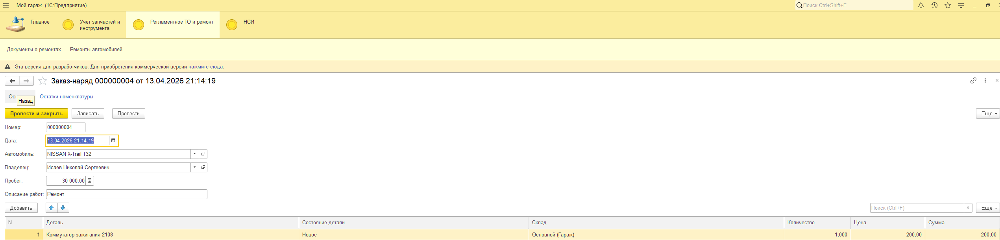 Мой гараж (1С:Предприятие)
Поиск Ctrl+Shift+F
Главное
Учет запчастей и
инструмента
Регламентное ТО и ремонт
НСИ
Документы о ремонтах
Ремонты автомобилей
Эта версия для разработчиков. Для приобретения коммерческой версии нажмите сюда.
Заказ-наряд 000000004 от 13.04.2026 21:14:19
Остатки номенклатуры
Назад
Провести и закрыть
Записать
Провести
Еще
Номер: 000000004
Дата: 13.04.2026 21:14:19
Автомобиль: NISSAN X-Trail T32
Владелец: Исаев Николай Сергеевич
Пробег: 30 000,00
Описание работ: Ремонт
Добавить
Поиск (Ctrl+F)
Еще
N Деталь Состояние детали Склад Количество Цена Сумма
1 Коммутатор зажигания 2108 Новое Основной (Гараж) 1,000 200,00 200,00